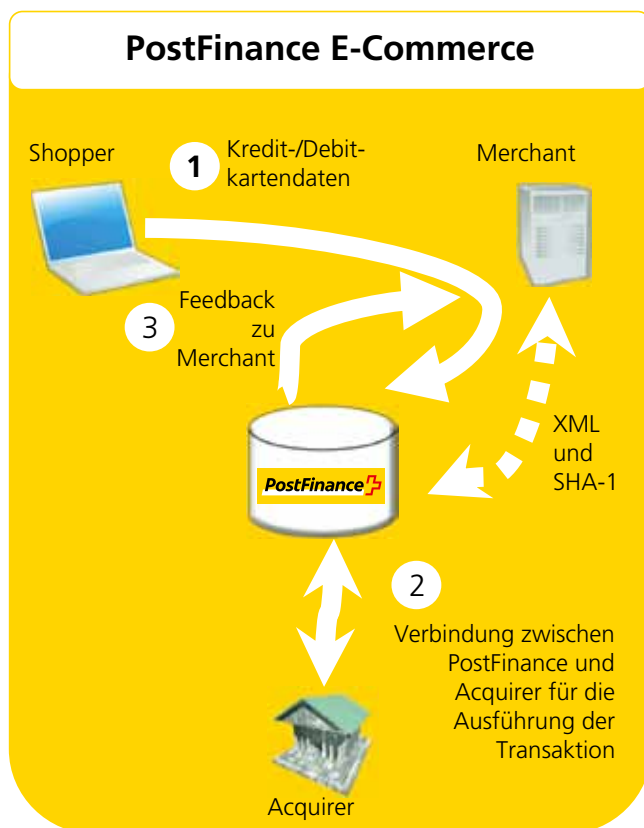 PostFinance E-Commerce
Shopper
1
Kredit-/Debit-
kartendaten
Merchant
3
Feedback
zu
Merchant
XML
und
SHA-1
PostFinance
2
Verbindung zwischen
PostFinance und
Acquirer für die
Ausführung der
Transaktion
Acquirer